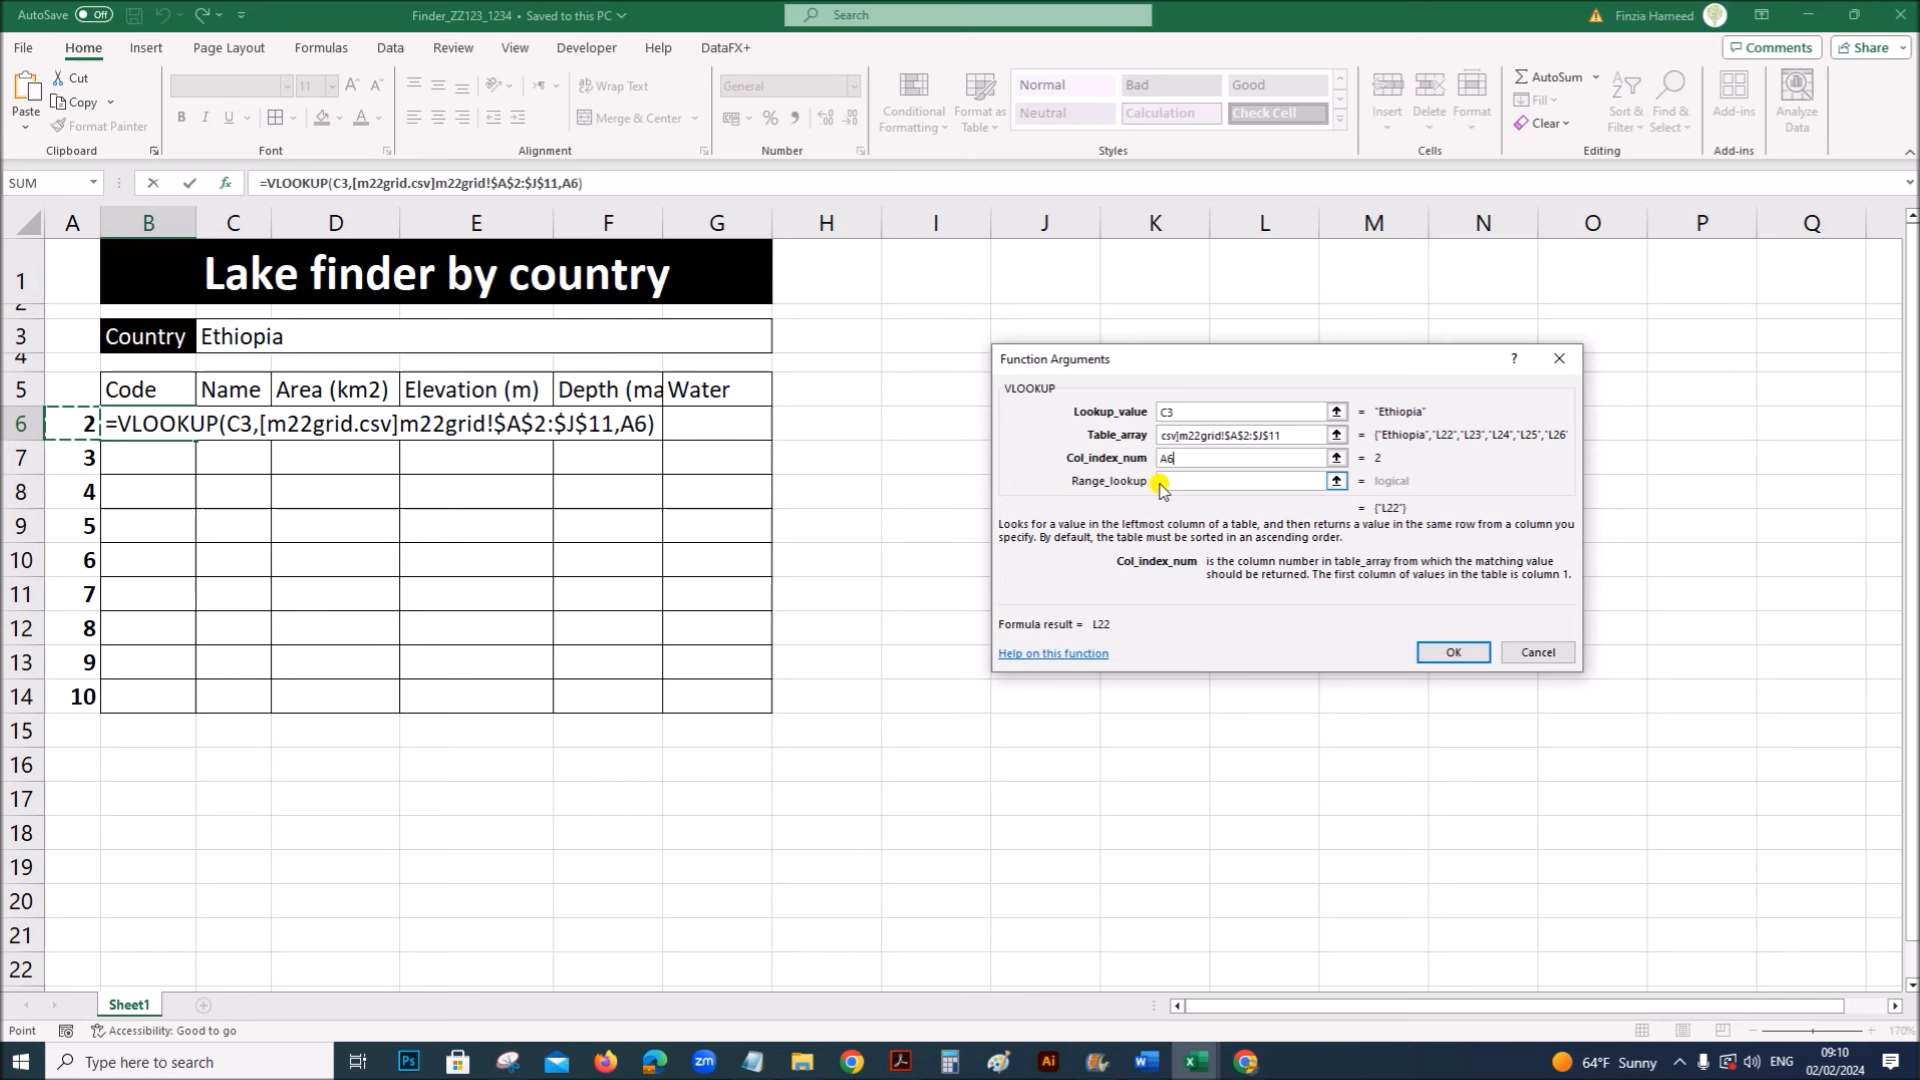 AutoSave Off Finder_ZZ123_1234 • Saved to this PC Search Finzia Hameed
File Home Insert Page Layout Formulas Data Review View Developer Help DataFX+ Comments Share
Paste Cut Copy Format Painter Clipboard
11 B I U Font
Wrap Text Merge & Center Alignment
General % Number
Conditional Formatting Format as Table
Normal Bad Good
Neutral Calculation Check Cell
Styles
Insert Delete Format Cells
AutoSum Fill Clear Sort & Filter Find & Select Editing
Add-ins Add-ins
Analyze Data
SUM fx =VLOOKUP(C3,[m22grid.csv]m22grid!$A$2:$J$11,A6)
A B C D E F G H I J K L M N O P Q
1 Lake finder by country
2
3 Country Ethiopia
4
5 Code Name Area (km2) Elevation (m) Depth (ma Water
6 2 =VLOOKUP(C3,[m22grid.csv]m22grid!$A$2:$J$11,A6)
7 3
8 4
9 5
10 6
11 7
12 8
13 9
14 10
15
16
17
18
19
20
21
22
Function Arguments ?
VLOOKUP
Lookup_value C3 = "Ethiopia"
Table_array csv]m22grid!$A$2:$J$11 = {"Ethiopia","L22","L23","L24","L25","L26"
Col_index_num A6 = 2
Range_lookup = logical
= {"L22"}
Looks for a value in the leftmost column of a table, and then returns a value in the same row from a column you
specify. By default, the table must be sorted in an ascending order.
Col_index_num is the column number in table_array from which the matching value
should be returned. The first column of values in the table is column 1.
Formula result = L22
Help on this function OK Cancel
Sheet1
Point Accessibility: Good to go 170%
Type here to search Ps zm Ai 64°F Sunny ENG 09:10
02/02/2024